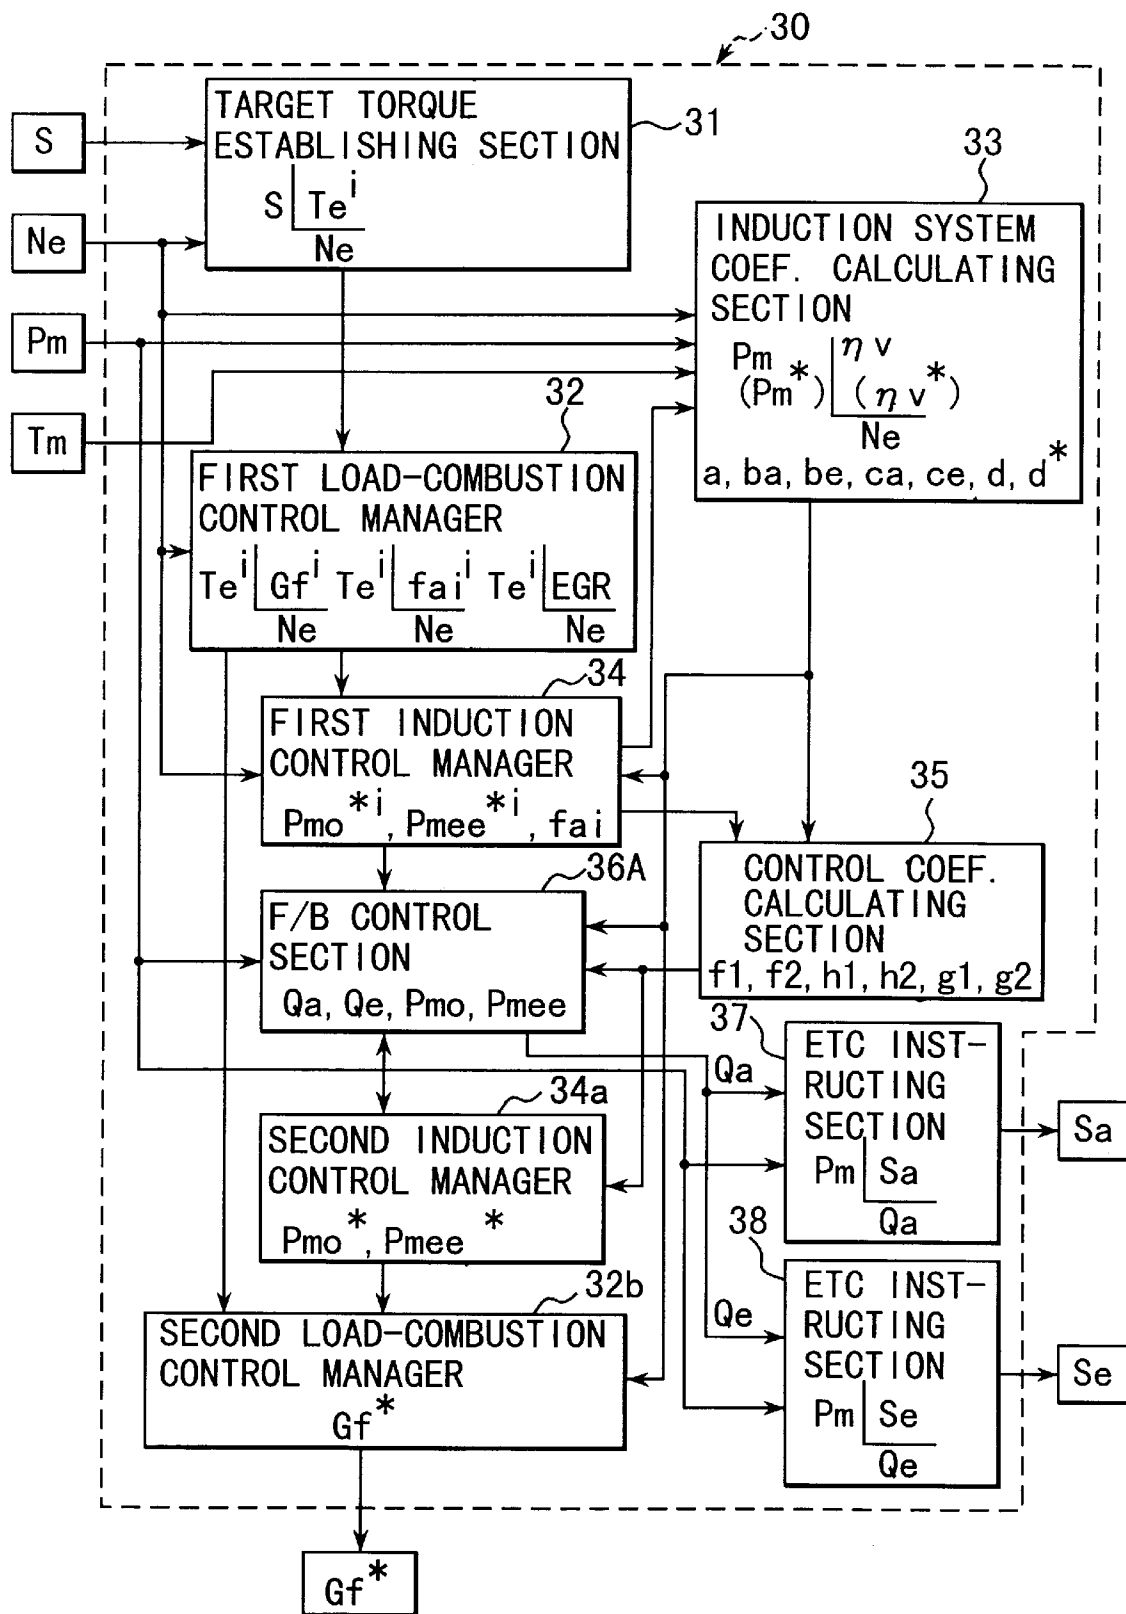 30
S
Ne
Pm
Tm
TARGET TORQUE
ESTABLISHING SECTION
S Te^i
Ne
31
33
INDUCTION SYSTEM
COEF. CALCULATING
SECTION
Pm ηv
(Pm*) (ηv*)
Ne
a, ba, be, ca, ce, d, d*
32
FIRST LOAD-COMBUSTION
CONTROL MANAGER
Te^i Gf^i Te^i fai^i Te^i EGR
Ne Ne Ne
34
FIRST INDUCTION
CONTROL MANAGER
Pmo*^i, Pmee*^i, fai
35
CONTROL COEF.
CALCULATING
SECTION
f1, f2, h1, h2, g1, g2
36A
F/B CONTROL
SECTION
Qa, Qe, Pmo, Pmee
37
Qa
ETC INST-
RUCTING
SECTION
Pm Sa
Qa
Sa
34a
SECOND INDUCTION
CONTROL MANAGER
Pmo*, Pmee*
38
Qe
ETC INST-
RUCTING
SECTION
Pm Se
Qe
Se
32b
SECOND LOAD-COMBUSTION
CONTROL MANAGER
Gf*
Gf*